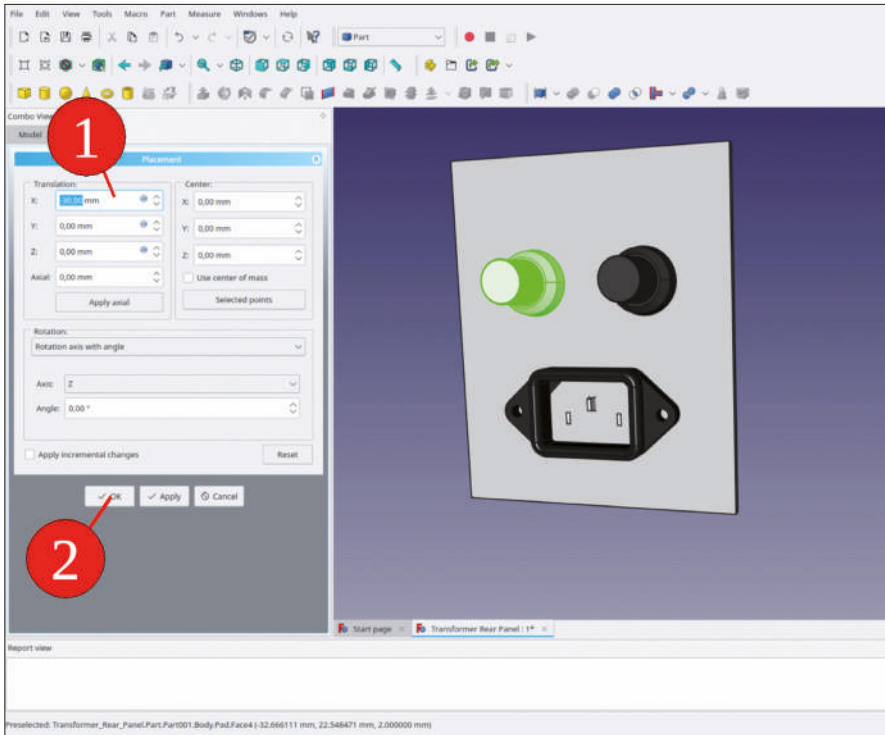 File Edit View Tools Macro Part Measure Windows Help
Part
Combo View
Model
1
Placement
Translation:
Center:
X: -30,00 mm
X: 0,00 mm
Y: 0,00 mm
Y: 0,00 mm
Z: 0,00 mm
Z: 0,00 mm
Axial: 0,00 mm
Use center of mass
Apply axial
Selected points
Rotation:
Rotation axis with angle
Axis: Z
Angle: 0,00 °
Apply incremental changes
Reset
OK Apply Cancel
2
Start page
Transformer Rear Panel : 1*
Report view
Preselected: Transformer_Rear_Panel.Part.Part001.Body.Pad.Face4 (-32.666111 mm, 22.548471 mm, 2.000000 mm)